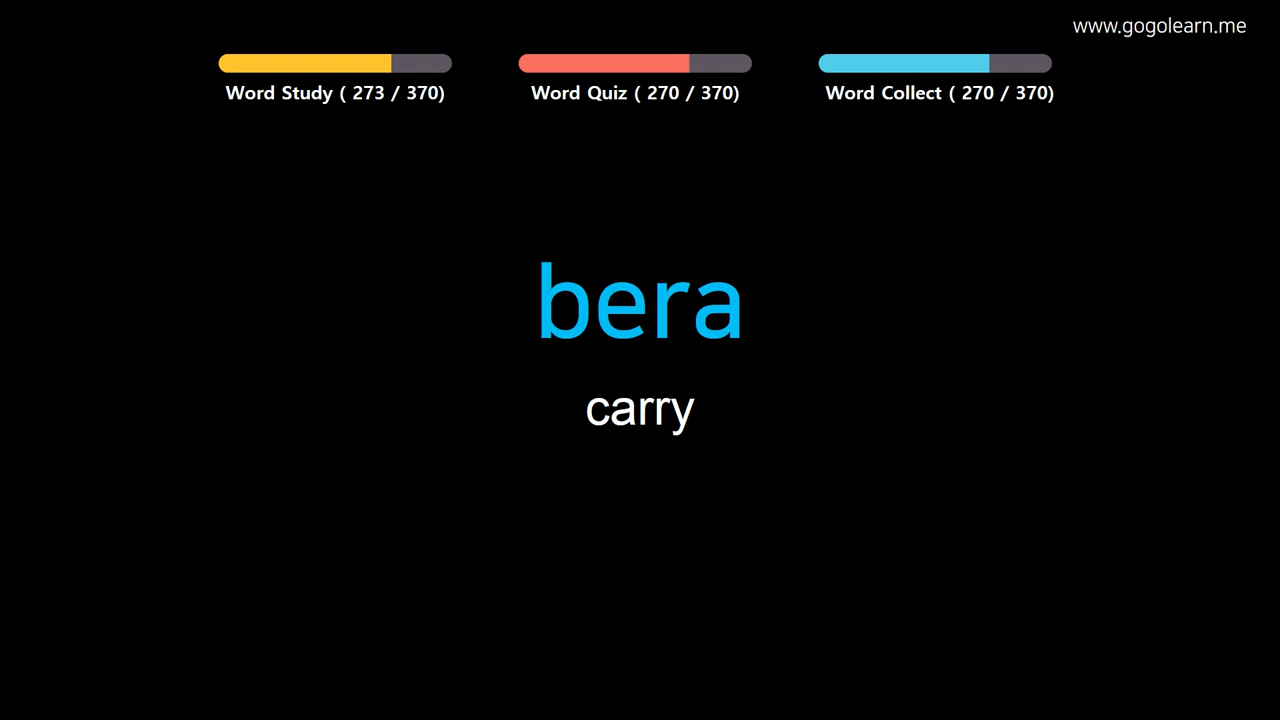 www.gogolearn.me
Word Study ( 273 / 370)
Word Quiz ( 270 / 370)
Word Collect ( 270 / 370)
bera
carry